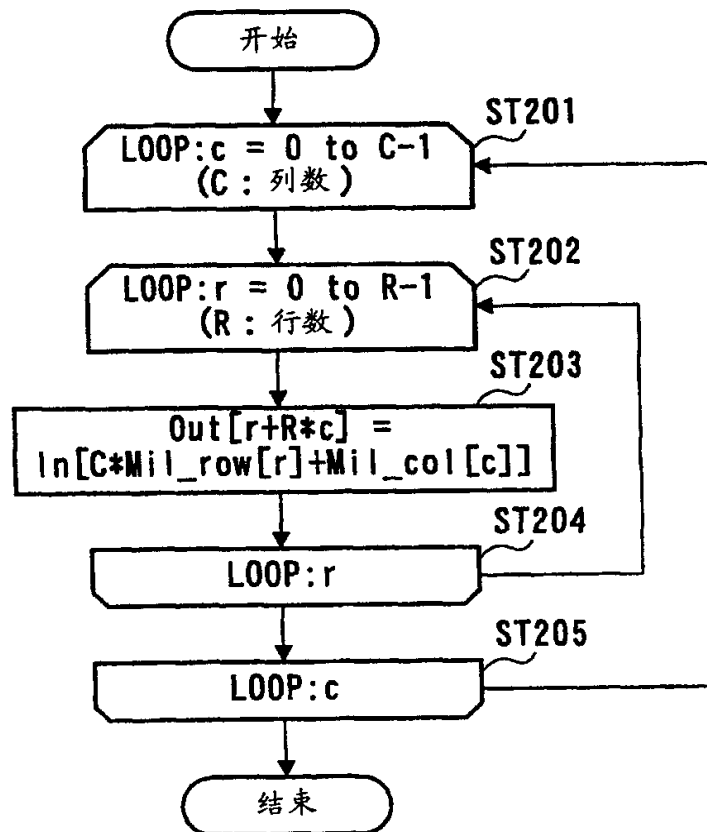 开始
ST201
LOOP:c = 0 to C-1
(C : 列数)
ST202
LOOP:r = 0 to R-1
(R : 行数)
ST203
Out[r+R*c] =
In[C*Mil_row[r]+Mil_col[c]]
ST204
LOOP:r
ST205
LOOP:c
结束